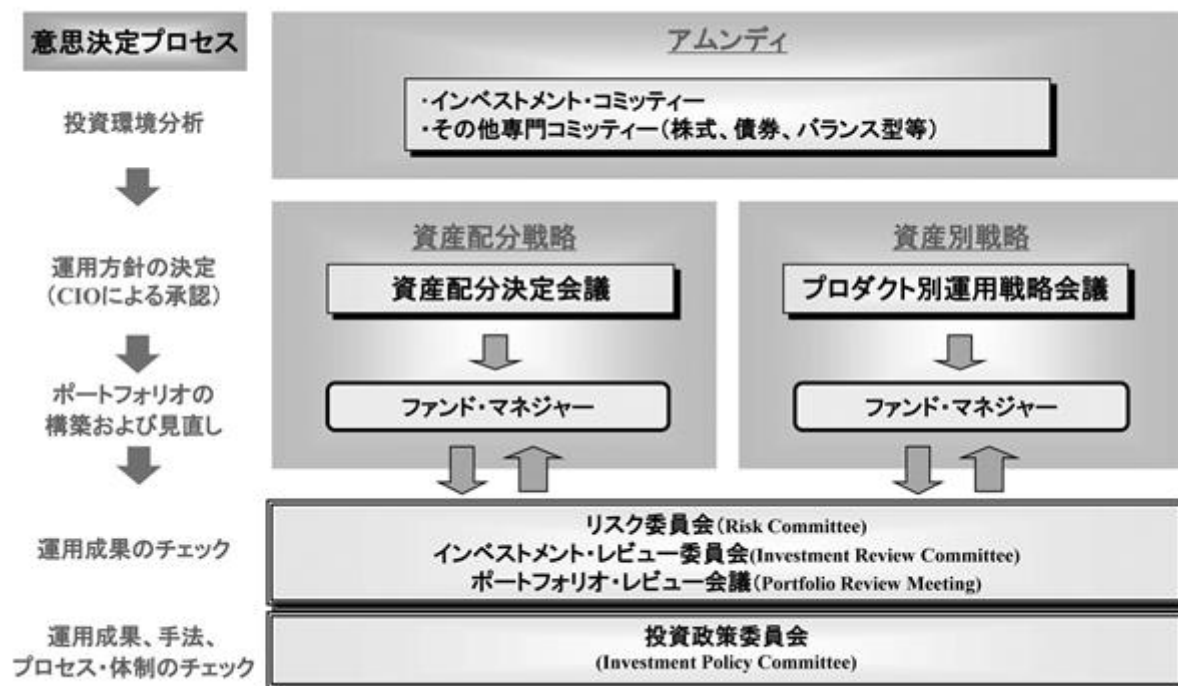 意思決定プロセス
アムンディ
投資環境分析
・インベストメント・コミッティー
・その他専門コミッティー(株式、債券、バランス型等)
資産配分戦略
資産別戦略
運用方針の決定
(CIOによる承認)
資産配分決定会議
プロダクト別運用戦略会議
ポートフォリオの
構築および見直し
ファンド・マネジャー
ファンド・マネジャー
運用成果のチェック
リスク委員会(Risk Committee)
インベストメント・レビュー委員会(Investment Review Committee)
ポートフォリオ・レビュー会議(Portfolio Review Meeting)
運用成果、手法、
プロセス・体制のチェック
投資政策委員会
(Investment Policy Committee)